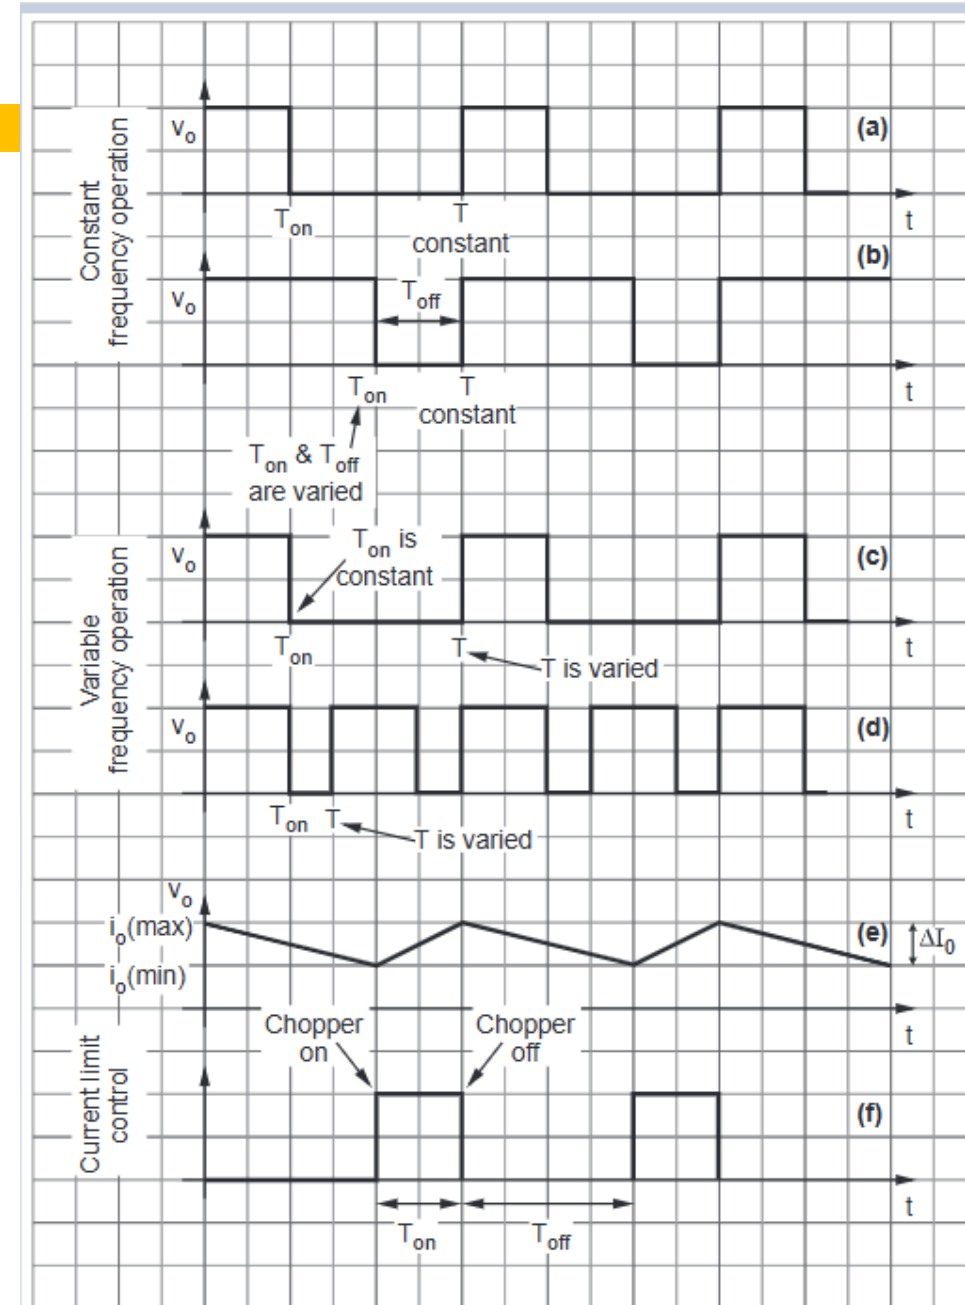 Constant
frequency operation
vo
(a)
Ton
T
constant
t
(b)
vo
Toff
Ton
T
constant
t
Ton & Toff
are varied
Variable
frequency operation
vo
Ton is
constant
(c)
Ton
T
T is varied
t
vo
(d)
Ton T
T is varied
t
vo
io(max)
(e)
ΔI0
io(min)
t
Current limit
control
Chopper
on
Chopper
off
(f)
t
Ton
Toff